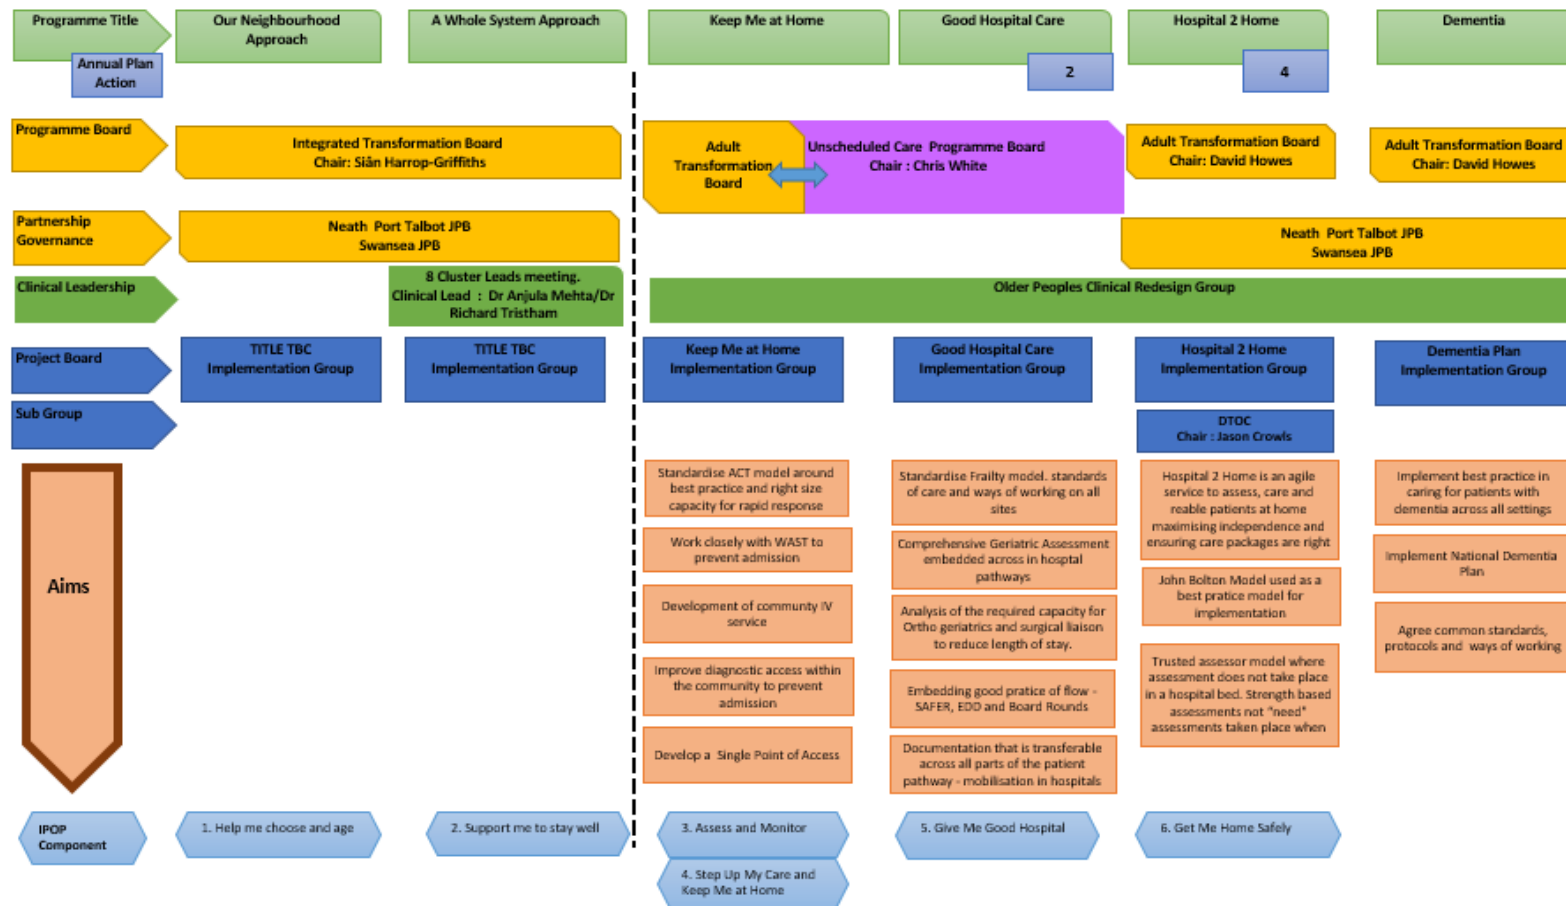 Programme Title
Our Neighbourhood
Approach
A Whole System Approach
Keep Me at Home
Good Hospital Care
Hospital 2 Home
Dementia
Annual Plan
Action
2
4
Programme Board
Integrated Transformation Board
Chair: Siân Harrop-Griffiths
Adult
Transformation
Board
Unscheduled Care Programme Board
Chair : Chris White
Adult Transformation Board
Chair: David Howes
Adult Transformation Board
Chair: David Howes
Partnership
Governance
Neath Port Talbot JPB
Swansea JPB
Neath Port Talbot JPB
Swansea JPB
Clinical Leadership
8 Cluster Leads meeting.
Clinical Lead : Dr Anjula Mehta/Dr
Richard Tristham
Older Peoples Clinical Redesign Group
Project Board
TITLE TBC
Implementation Group
TITLE TBC
Implementation Group
Keep Me at Home
Implementation Group
Good Hospital Care
Implementation Group
Hospital 2 Home
Implementation Group
Dementia Plan
Implementation Group
Sub Group
DTOC
Chair : Jason Crowls
Aims
Standardise ACT model around
best practice and right size
capacity for rapid response
Work closely with WAST to
prevent admission
Development of community IV
service
Improve diagnostic access within
the community to prevent
admission
Develop a Single Point of Access
Standardise Frailty model. standards
of care and ways of working on all
sites
Comprehensive Geriatric Assessment
embedded across in hosptal
pathways
Analysis of the required capacity for
Ortho geriatrics and surgical liaison
to reduce length of stay.
Embedding good pratice of flow -
SAFER, EDD and Board Rounds
Documentation that is transferable
across all parts of the patient
pathway - mobilisation in hospitals
Hospital 2 Home is an agile
service to assess, care and
reable patients at home
maximising independence and
ensuring care packages are right
John Bolton Model used as a
best pratice model for
implementation
Trusted assessor model where
assessment does not take place
in a hospital bed. Strength based
assessments not "need"
assessments taken place when
Implement best practice in
caring for patients with
dementia across all settings
Implement National Dementia
Plan
Agree common standards,
protocols and ways of working
IPOP
Component
1. Help me choose and age
2. Support me to stay well
3. Assess and Monitor
4. Step Up My Care and
Keep Me at Home
5. Give Me Good Hospital
6. Get Me Home Safely